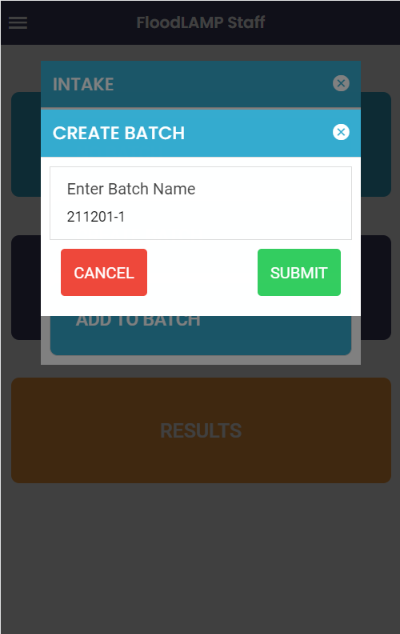 FloodLAMP Staff
INTAKE
CREATE BATCH
Enter Batch Name
211201-1
CANCEL
SUBMIT
ADD TO BATCH
RESULTS